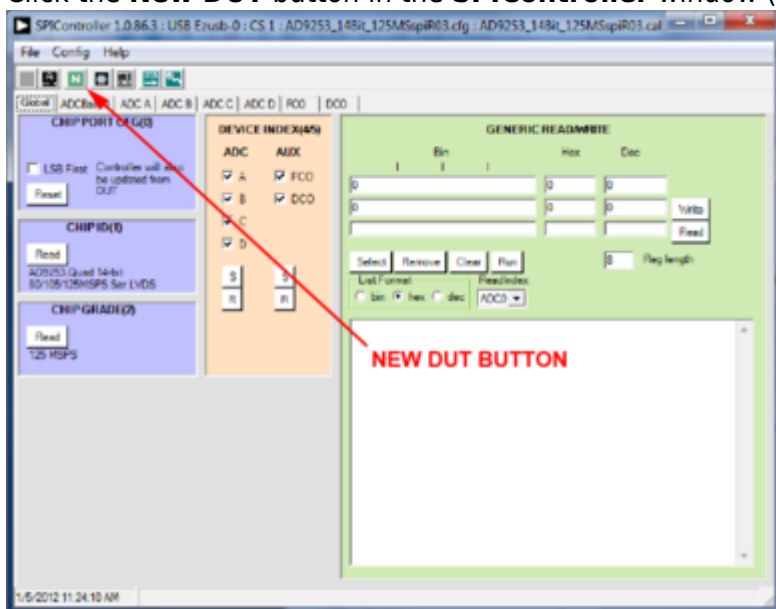 Click the New DUT button in the SPIController window (
SPIController 1.0.86.3 : USB Ezusb-0 : CS 1 : AD9253_14Bit_125MSspiR03.cfg : AD9253_14Bit_125MSspiR03.cal
File Config Help
Global ADCBase 0 ADC A ADC B ADC C ADC D FCO DCO
CHIP PORT CFG(0)
LSB First
Controller will also
be updated from
DUT
Reset
CHIP ID(1)
Read
AD9253 Quad 14-bit
80/105/125MSPS Ser LVDS
CHIP GRADE(2)
Read
125 MSPS
DEVICE INDEX(4/5)
ADC AUX
A FCO
B DCO
C
D
S S
R R
GENERIC READ/WRITE
Bin Hex Dec
0 0 0
0 0 0 Write
Read
Select Remove Clear Run 8 Reg length
List Format ReadIndex
bin hex dec ADC0
NEW DUT BUTTON
1/5/2012 11:24:10 AM